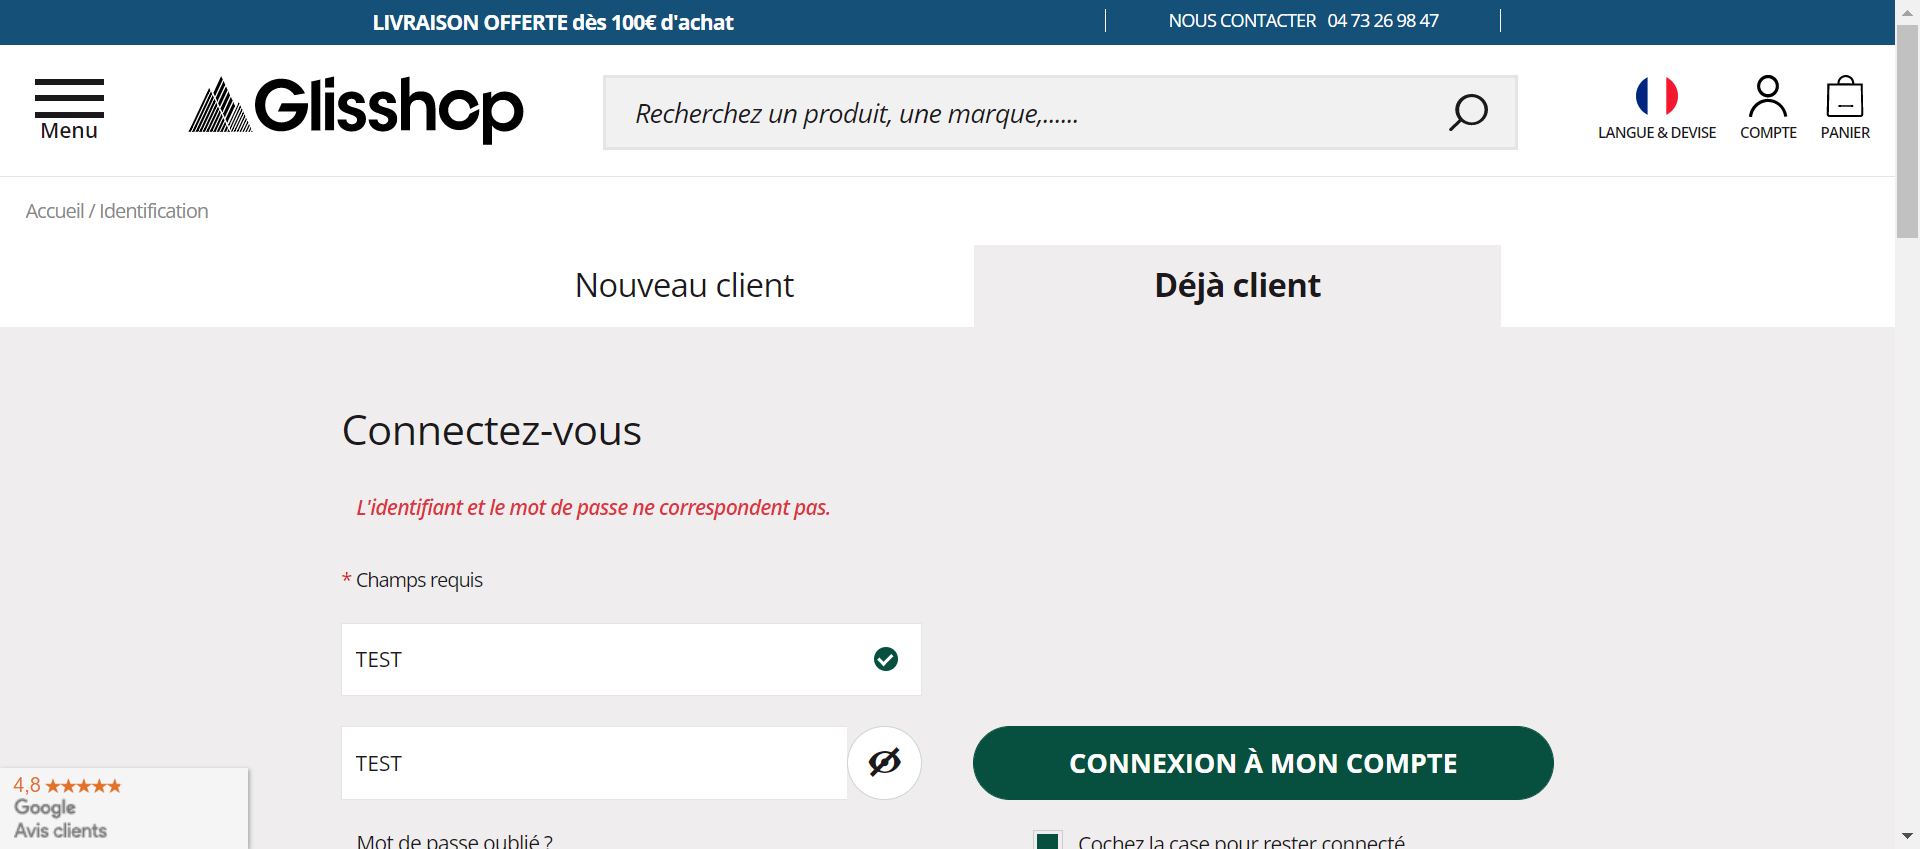 LIVRAISON OFFERTE dès 100€ d'achat
NOUS CONTACTER 04 73 26 98 47
Menu
Glisshop
Recherchez un produit, une marque,......
LANGUE & DEVISE
COMPTE
PANIER
Accueil / Identification
Nouveau client
Déjà client
Connectez-vous
L'identifiant et le mot de passe ne correspondent pas.
* Champs requis
TEST
TEST
CONNEXION À MON COMPTE
4,8
Google
Avis clients
Mot de passe oublié ?
Cochez la case pour rester connecté